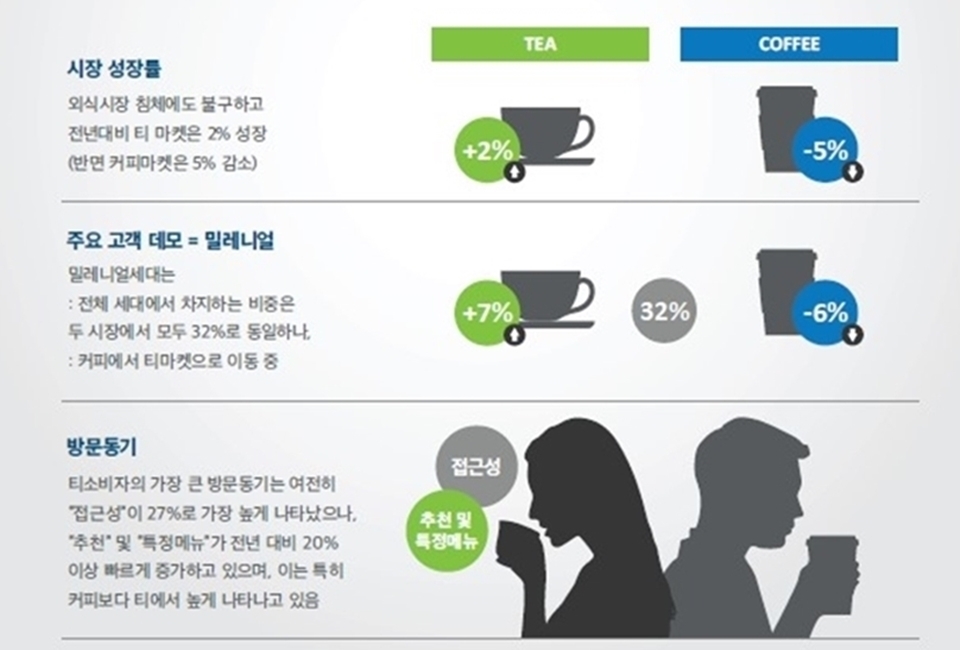 TEA
COFFEE
시장 성장률
외식시장 침체에도 불구하고
전년대비 티 마켓은 2% 성장
(반면 커피마켓은 5% 감소)
+2%
-5%
주요 고객 데모 = 밀레니얼
밀레니얼세대는
: 전체 세대에서 차지하는 비중은
두 시장에서 모두 32%로 동일하나,
: 커피에서 티마켓으로 이동 중
+7%
32%
-6%
방문동기
티소비자의 가장 큰 방문동기는 여전히
"접근성"이 27%로 가장 높게 나타났으나,
"추천" 및 "특정메뉴"가 전년 대비 20%
이상 빠르게 증가하고 있으며, 이는 특히
커피보다 티에서 높게 나타나고 있음
접근성
추천 및
특정메뉴